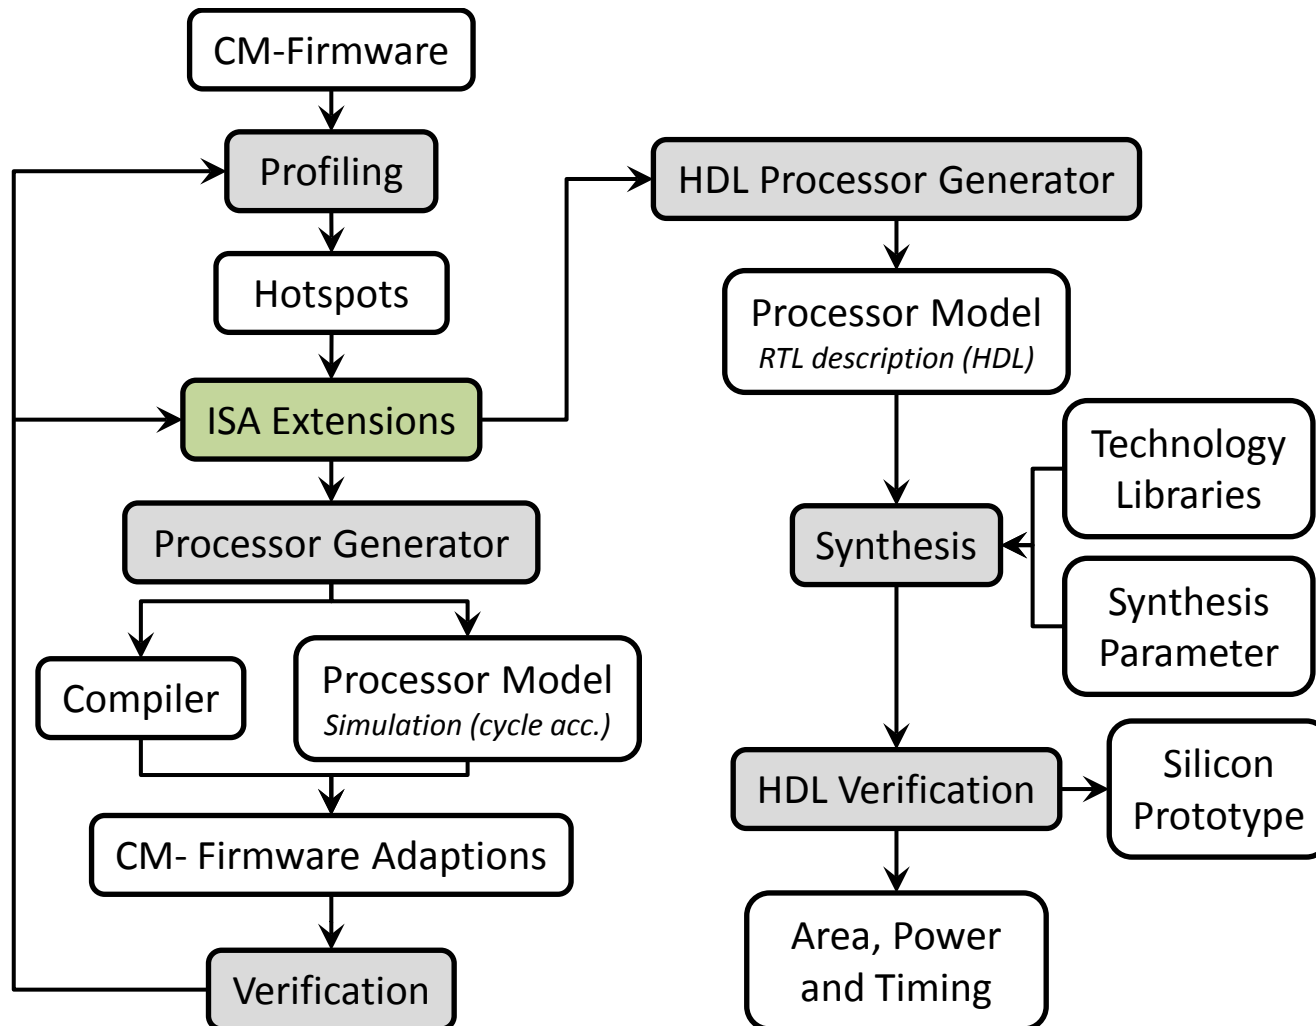 CM-Firmware
Profiling
Hotspots
ISA Extensions
Processor Generator
Compiler
Processor Model
Simulation (cycle acc.)
CM- Firmware Adaptions
Verification
HDL Processor Generator
Processor Model
RTL description (HDL)
Technology
Libraries
Synthesis
Synthesis
Parameter
HDL Verification
Silicon
Prototype
Area, Power
and Timing